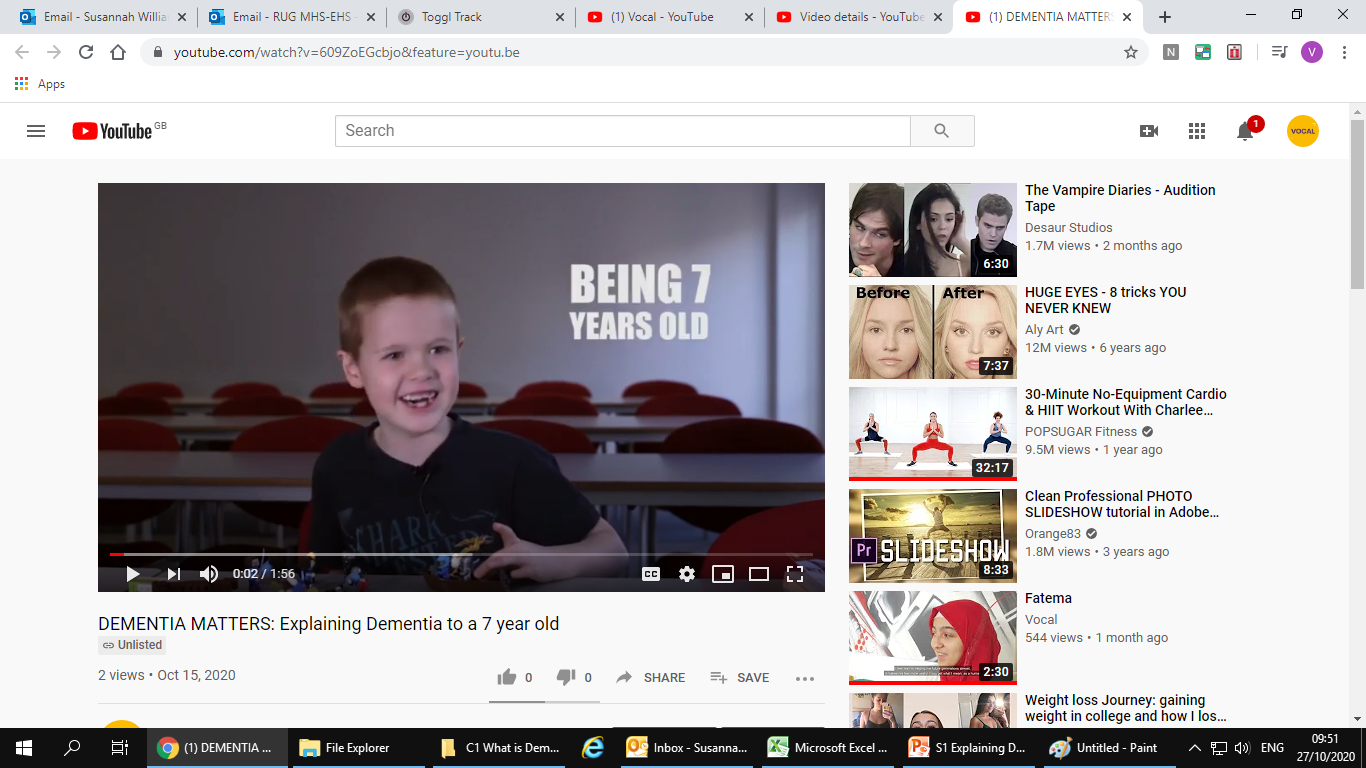 Email - Susannah Willia
Email - RUG MHS-EHS -
Toggl Track
(1) Vocal - YouTube
Video details - YouTube
(1) DEMENTIA MATTERS
youtube.com/watch?v=609ZoEGcbjo&feature=youtu.be
N
V
Apps
YouTube GB
Search
1
VOCAL
BEING 7
YEARS OLD
SHARK
0:02 / 1:56
CC
DEMENTIA MATTERS: Explaining Dementia to a 7 year old
Unlisted
2 views • Oct 15, 2020
0
0
SHARE
SAVE
6:30
The Vampire Diaries - Audition
Tape
Desaur Studios
1.7M views • 2 months ago
Before
After
7:37
HUGE EYES - 8 tricks YOU
NEVER KNEW
Aly Art
12M views • 6 years ago
32:17
30-Minute No-Equipment Cardio
& HIIT Workout With Charlee...
POPSUGAR Fitness
9.5M views • 1 year ago
Pr
SLIDESHOW
8:33
Clean Professional PHOTO
SLIDESHOW tutorial in Adobe...
Orange83
1.8M views • 3 years ago
2:30
Fatema
Vocal
544 views • 1 month ago
Weight loss Journey: gaining
weight in college and how I los...
(1) DEMENTIA ...
File Explorer
C1 What is Dem...
Inbox - Susanna...
Microsoft Excel ...
S1 Explaining D...
Untitled - Paint
ENG
09:51
27/10/2020